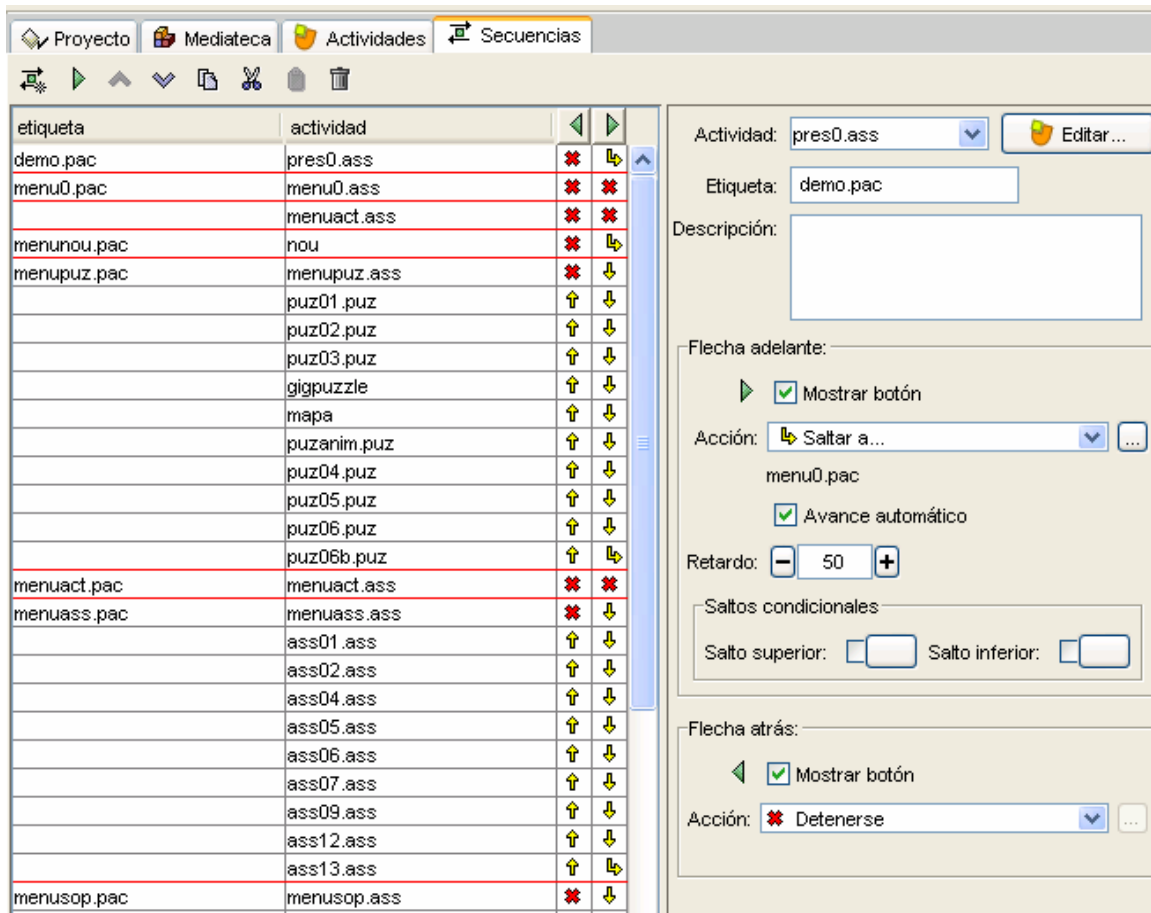 Proyecto Mediateca Actividades Secuencias
etiqueta actividad
demo.pac pres0.ass
menu0.pac menu0.ass
menuact.ass
menunou.pac nou
menupuz.pac menupuz.ass
puz01.puz
puz02.puz
puz03.puz
gigpuzzle
mapa
puzanim.puz
puz04.puz
puz05.puz
puz06.puz
puz06b.puz
menuact.pac menuact.ass
menuass.pac menuass.ass
ass01.ass
ass02.ass
ass04.ass
ass05.ass
ass06.ass
ass07.ass
ass09.ass
ass12.ass
ass13.ass
menusop.pac menusop.ass
Actividad: pres0.ass Editar...
Etiqueta: demo.pac
Descripción:
Flecha adelante:
Mostrar botón
Acción: Saltar a... ...
menu0.pac
Avance automático
Retardo: 50
Saltos condicionales
Salto superior: Salto inferior:
Flecha atrás:
Mostrar botón
Acción: Detenerse ...